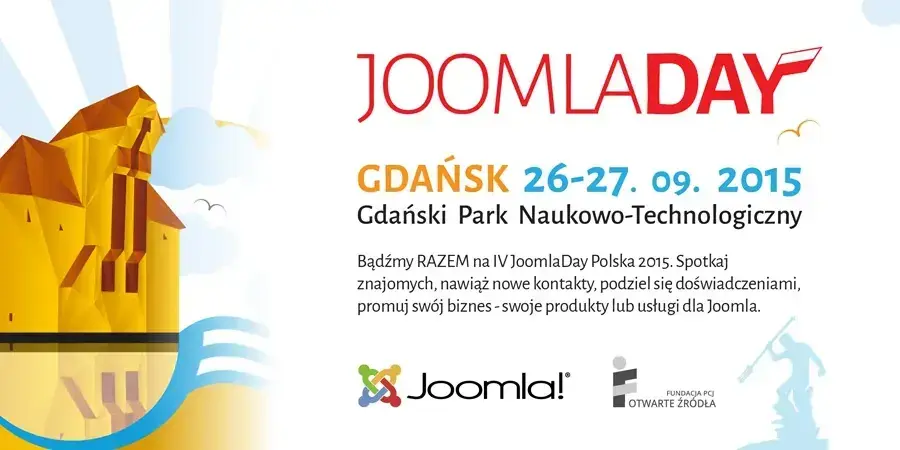 JOOMLADAY
GDAŃSK 26-27. 09. 2015
Gdański Park Naukowo-Technologiczny
Bądźmy RAZEM na IV JoomlaDay Polska 2015. Spotkaj
znajomych, nawiąż nowe kontakty, podziel się doświadczeniami,
promuj swój biznes - swoje produkty lub usługi dla Joomla.
Joomla!®
FUNDACJA PCJ
OTWARTE ŹRÓDŁA